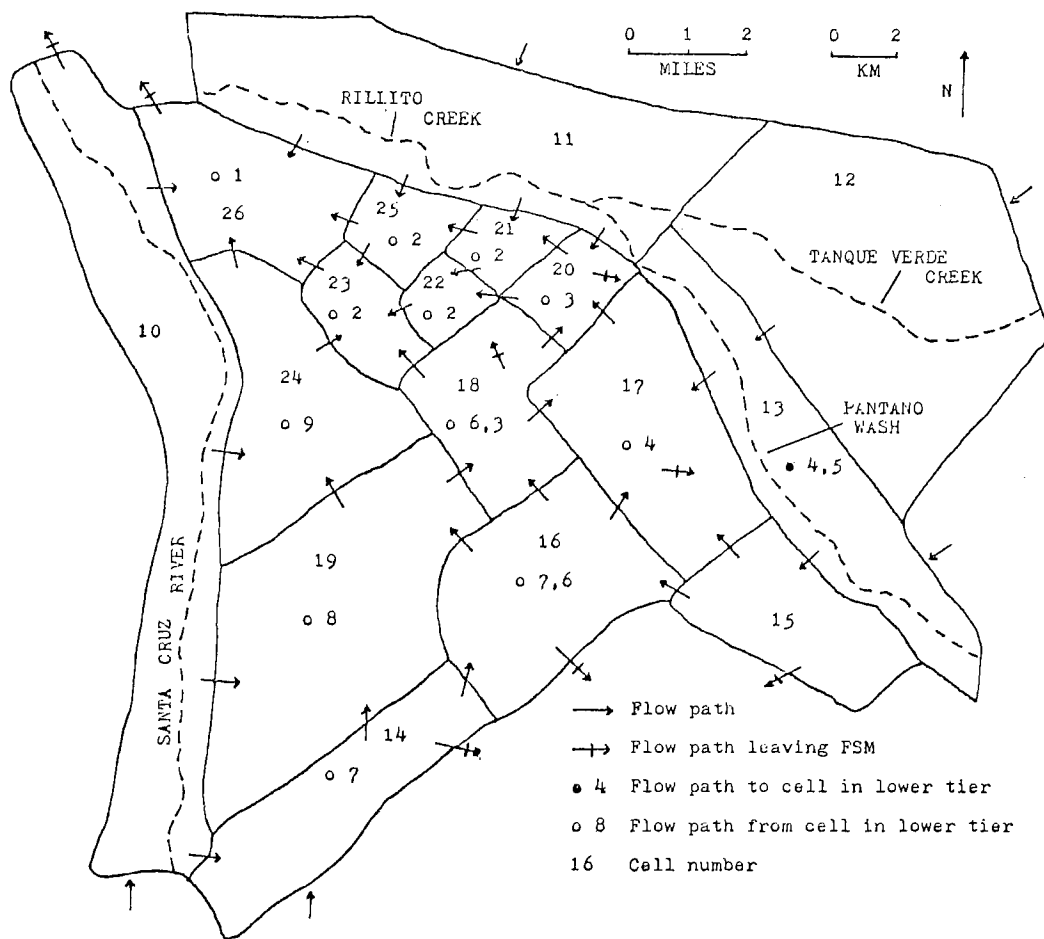 0 1 2
MILES
0 2
KM
N
RILLITO
CREEK
11
12
1
26
25
2
21
2
20
3
TANQUE VERDE
CREEK
23
2
22
2
10
24
9
18
6,3
17
4
13
PANTANO
WASH
4,5
19
8
16
7,6
15
SANTA CRUZ RIVER
14
7
Flow path
Flow path leaving FSM
4 Flow path to cell in lower tier
8 Flow path from cell in lower tier
16 Cell number